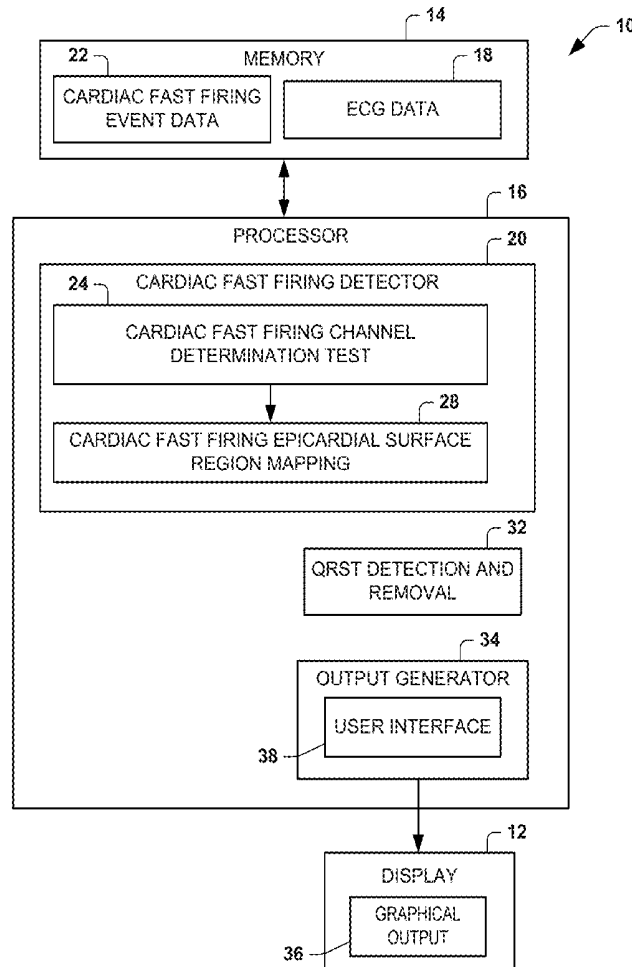 10
14
MEMORY
22
CARDIAC FAST FIRING
EVENT DATA
18
ECG DATA
16
PROCESSOR
20
CARDIAC FAST FIRING DETECTOR
24
CARDIAC FAST FIRING CHANNEL
DETERMINATION TEST
28
CARDIAC FAST FIRING EPICARDIAL SURFACE
REGION MAPPING
32
QRST DETECTION AND
REMOVAL
34
OUTPUT GENERATOR
USER INTERFACE
38
12
DISPLAY
GRAPHICAL
OUTPUT
36